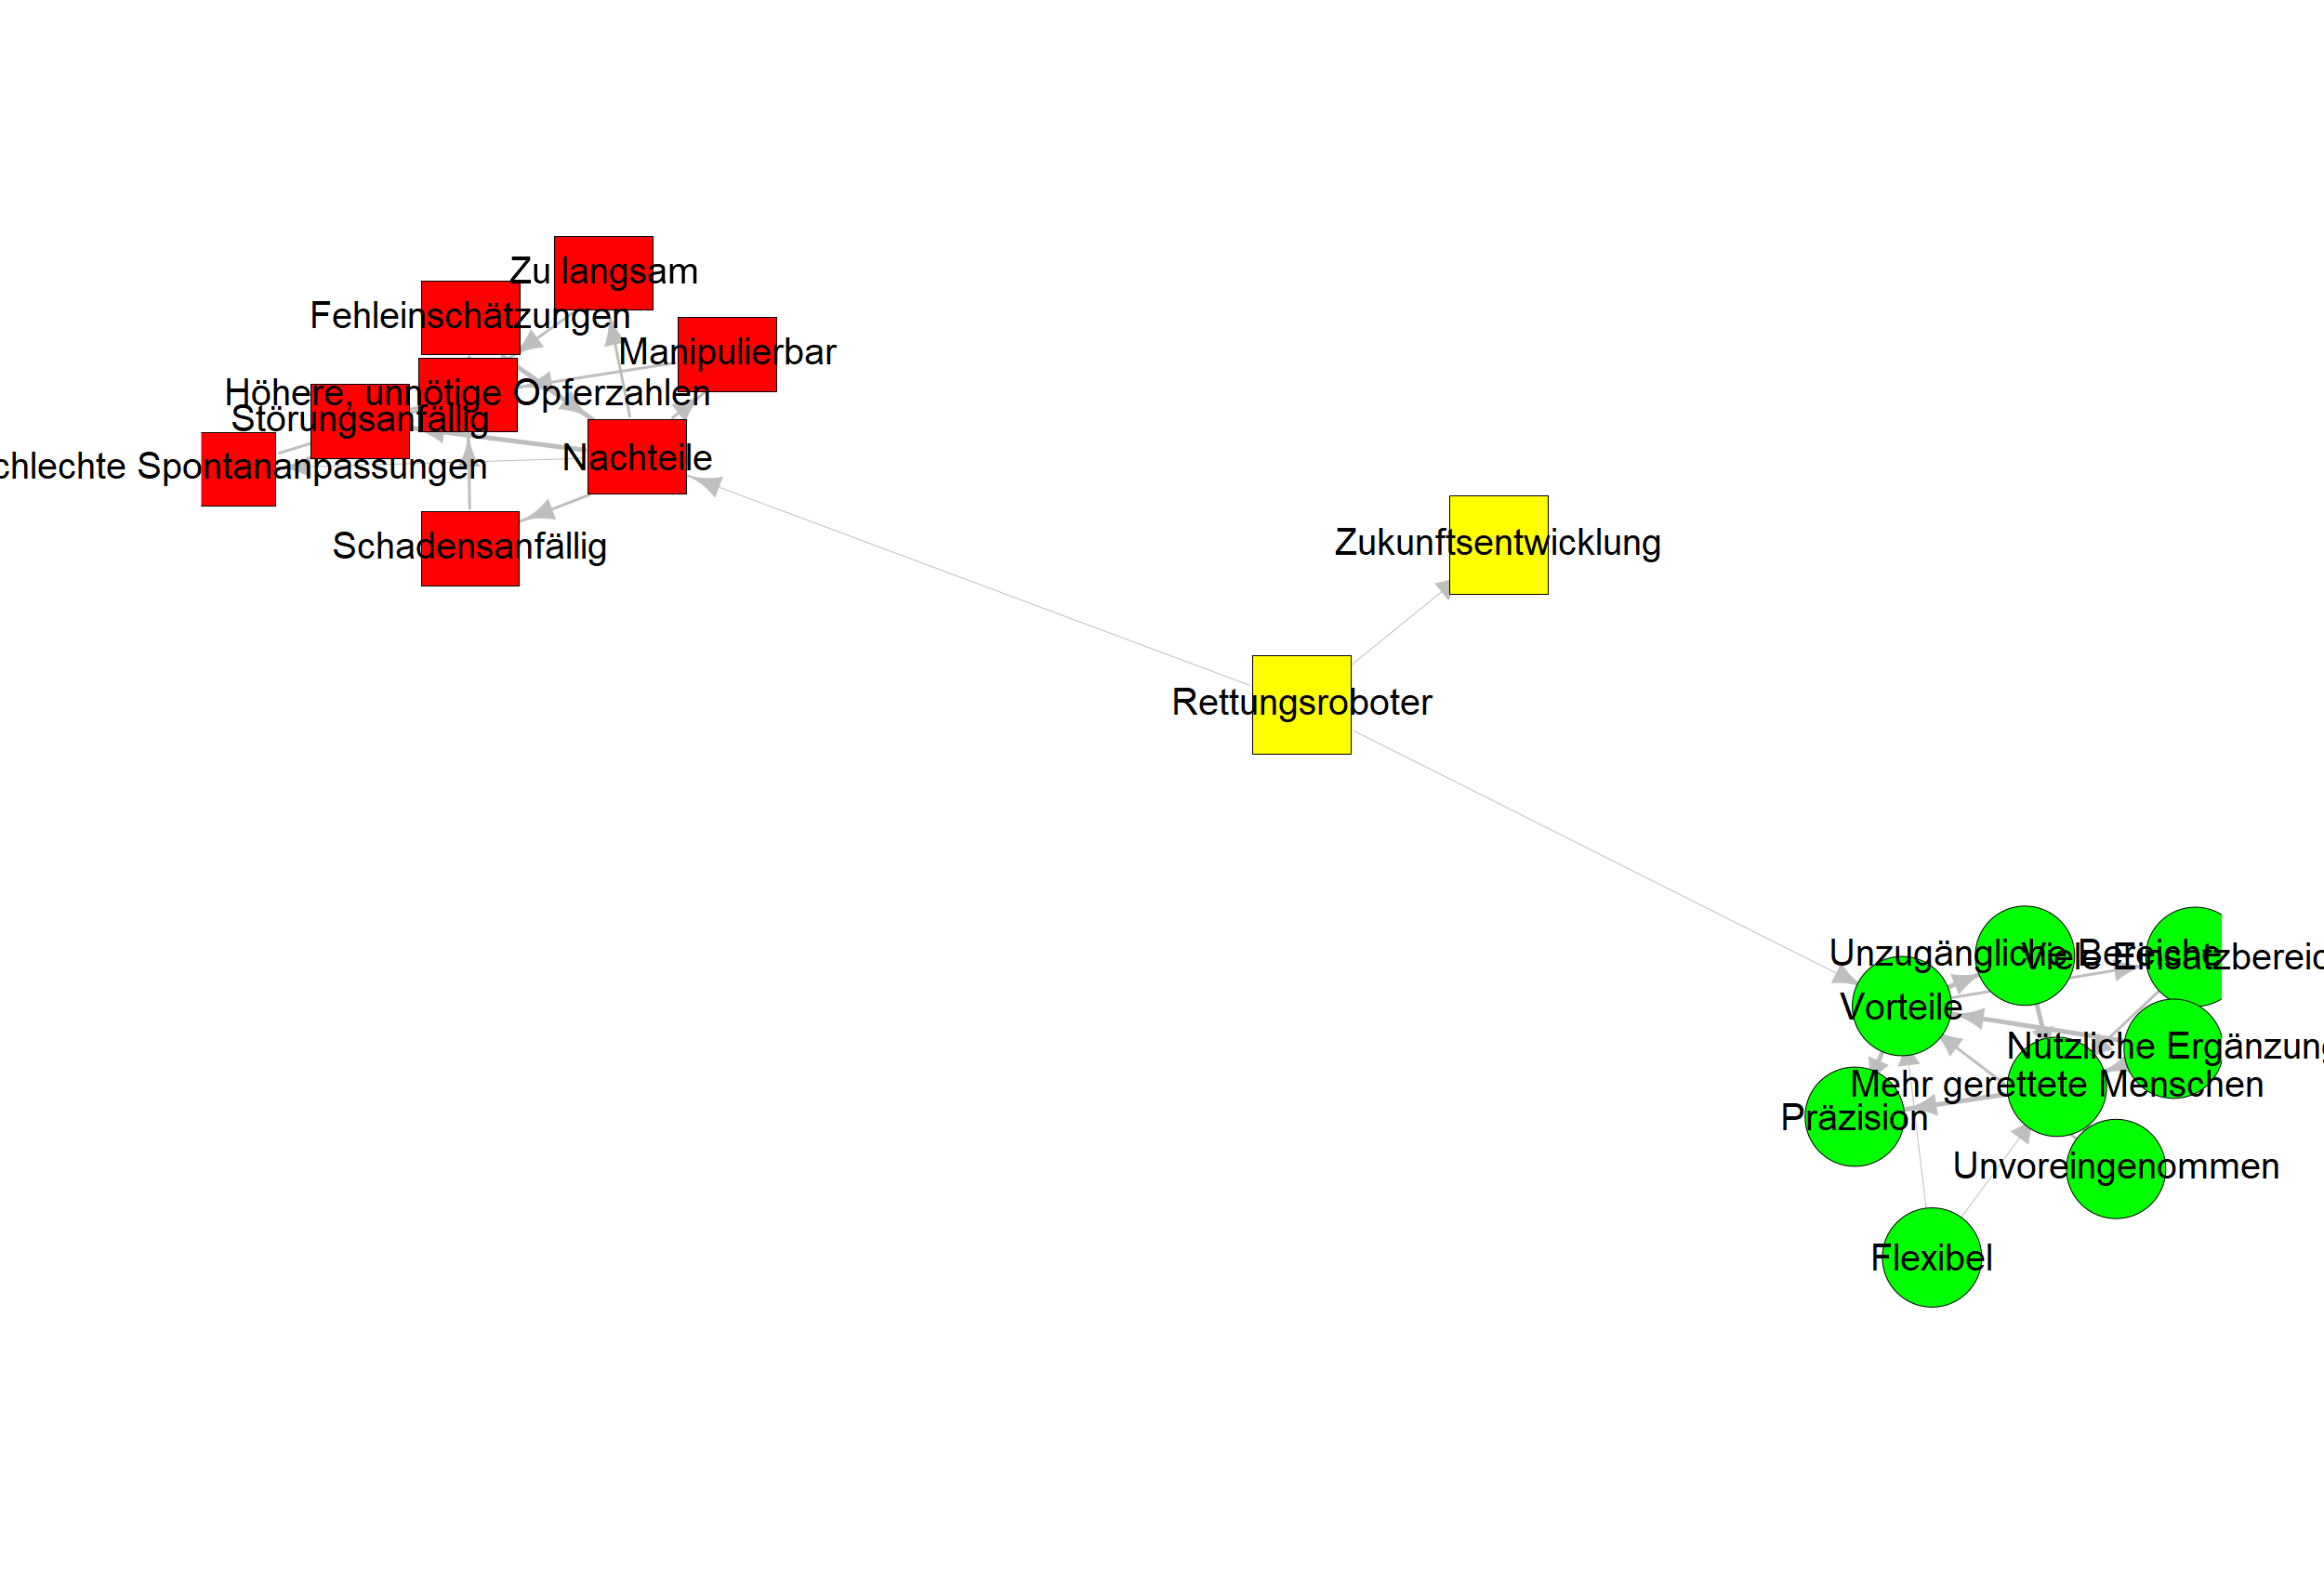 Zu langsam
Fehleinschätzungen
Manipulierbar
Höhere, unnötige Opferzahlen
Störungsanfällig
Nachteile
chlechte Spontananpassungen
Schadensanfällig
Zukunftsentwicklung
Rettungsroboter
Unzugängliche Bereiche
Viele Einsatzbereic
Vorteile
Nützliche Ergänzung
Mehr gerettete Menschen
Präzision
Unvoreingenommen
Flexibel